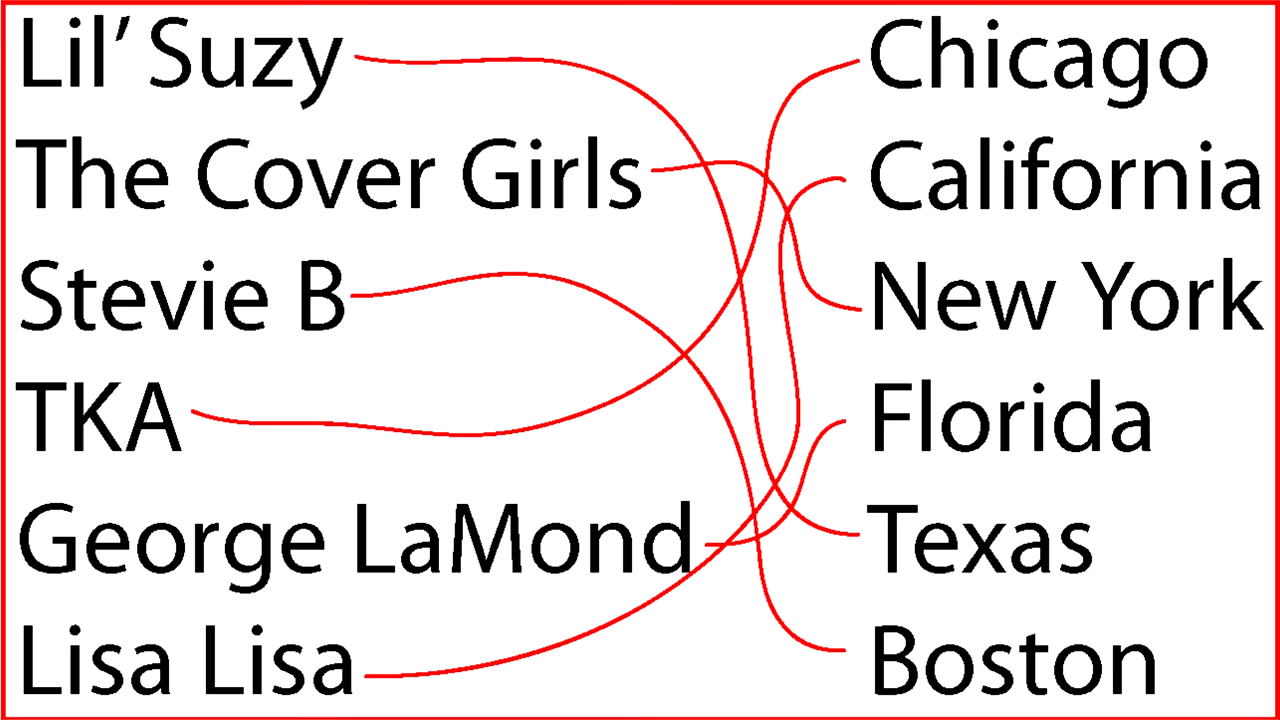 Lil’ Suzy Chicago
The Cover Girls California
Stevie B New York
TKA Florida
George LaMond Texas
Lisa Lisa Boston